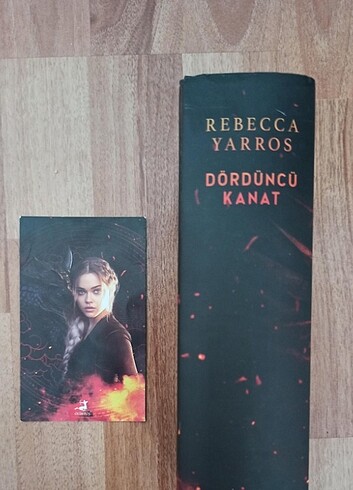 REBECCA
YARROS
DÖRDÜNCÜ
KANAT